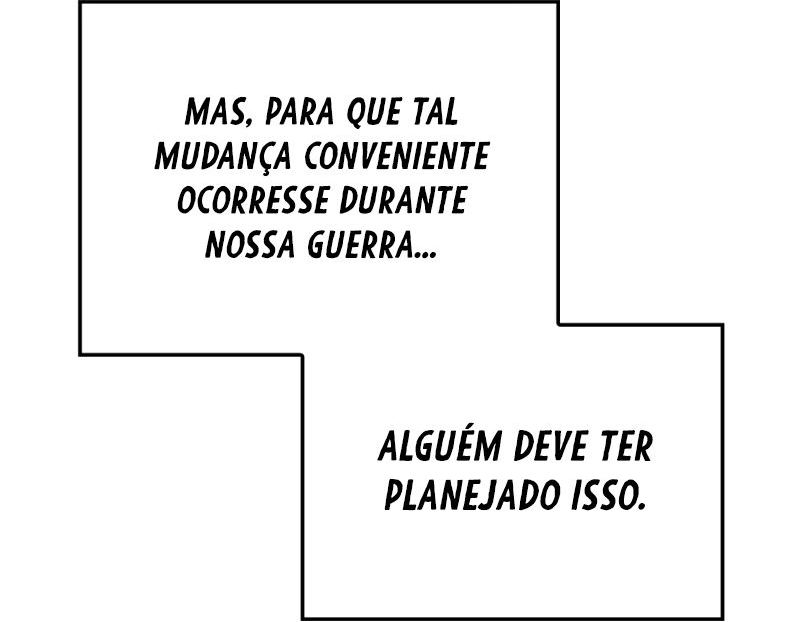 MAS, PARA QUE TAL
MUDANÇA CONVENIENTE
OCORRESSE DURANTE
NOSSA GUERRA...
ALGUÉM DEVE TER
PLANEJADO ISSO.